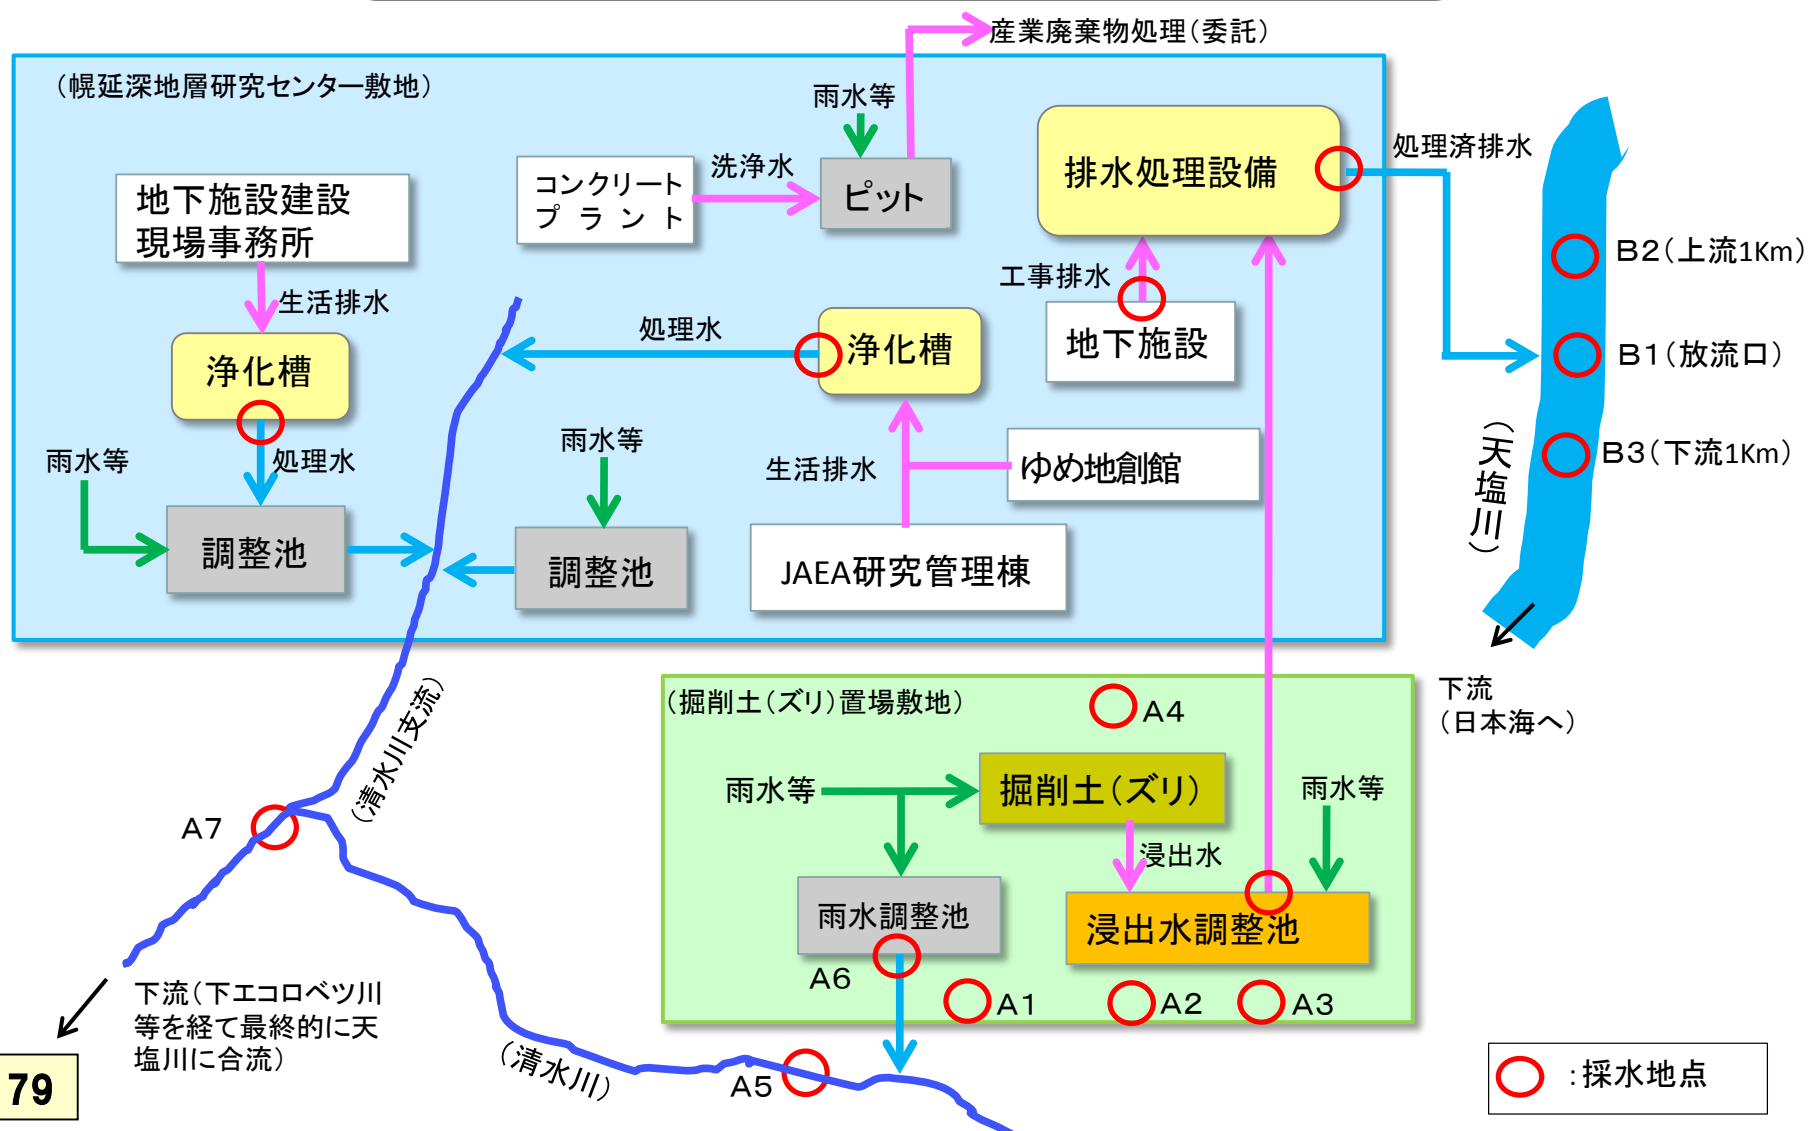 産業廃棄物処理（委託）
（幌延深地層研究センター敷地）
雨水等
処理済排水
コンクリート
プラント
洗浄水
ピット
排水処理設備
地下施設建設
現場事務所
工事排水
B2（上流1Km）
生活排水
処理水
浄化槽
地下施設
B1（放流口）
浄化槽
雨水等
雨水等
処理水
生活排水
ゆめ地創館
B3（下流1Km）
（天塩川）
調整池
調整池
JAEA研究管理棟
下流
（日本海へ）
（掘削土（ズリ）置場敷地）
A4
（清水川支流）
雨水等
掘削土（ズリ）
雨水等
A7
浸出水
雨水調整池
浸出水調整池
A6
A1
A2
A3
下流（下エコロベツ川
等を経て最終的に天
塩川に合流）
（清水川）
A5
79
：採水地点